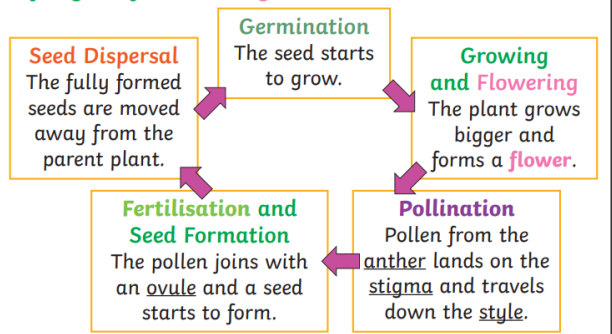 Germination
The seed starts
to grow.
Growing
and Flowering
The plant grows
bigger and
forms a flower.
Pollination
Pollen from the
anther lands on the
stigma and travels
down the style.
Fertilisation and
Seed Formation
The pollen joins with
an ovule and a seed
starts to form.
Seed Dispersal
The fully formed
seeds are moved
away from the
parent plant.